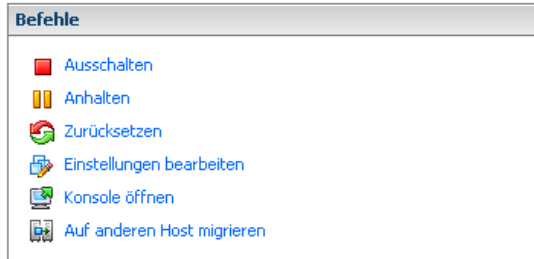 Befehle
Ausschalten
Anhalten
Zurücksetzen
Einstellungen bearbeiten
Konsole öffnen
Auf anderen Host migrieren